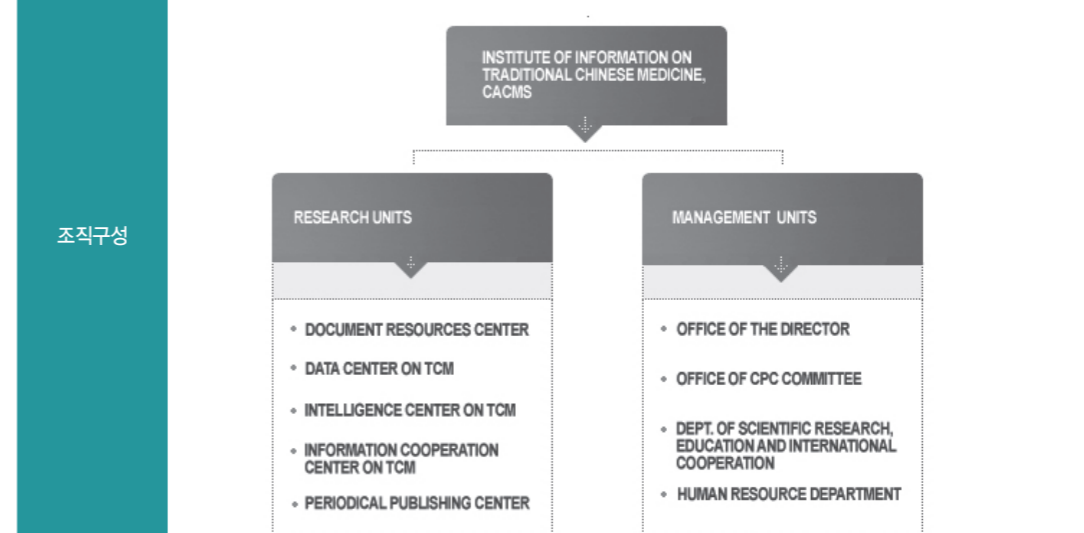 INSTITUTE OF INFORMATION ON
TRADITIONAL CHINESE MEDICINE,
CACMS
조직구성
RESEARCH UNITS
DOCUMENT RESOURCES CENTER
DATA CENTER ON TCM
INTELLIGENCE CENTER ON TCM
INFORMATION COOPERATION
CENTER ON TCM
PERIODICAL PUBLISHING CENTER
MANAGEMENT UNITS
OFFICE OF THE DIRECTOR
OFFICE OF CPC COMMITTEE
DEPT. OF SCIENTIFIC RESEARCH,
EDUCATION AND INTERNATIONAL
COOPERATION
HUMAN RESOURCE DEPARTMENT